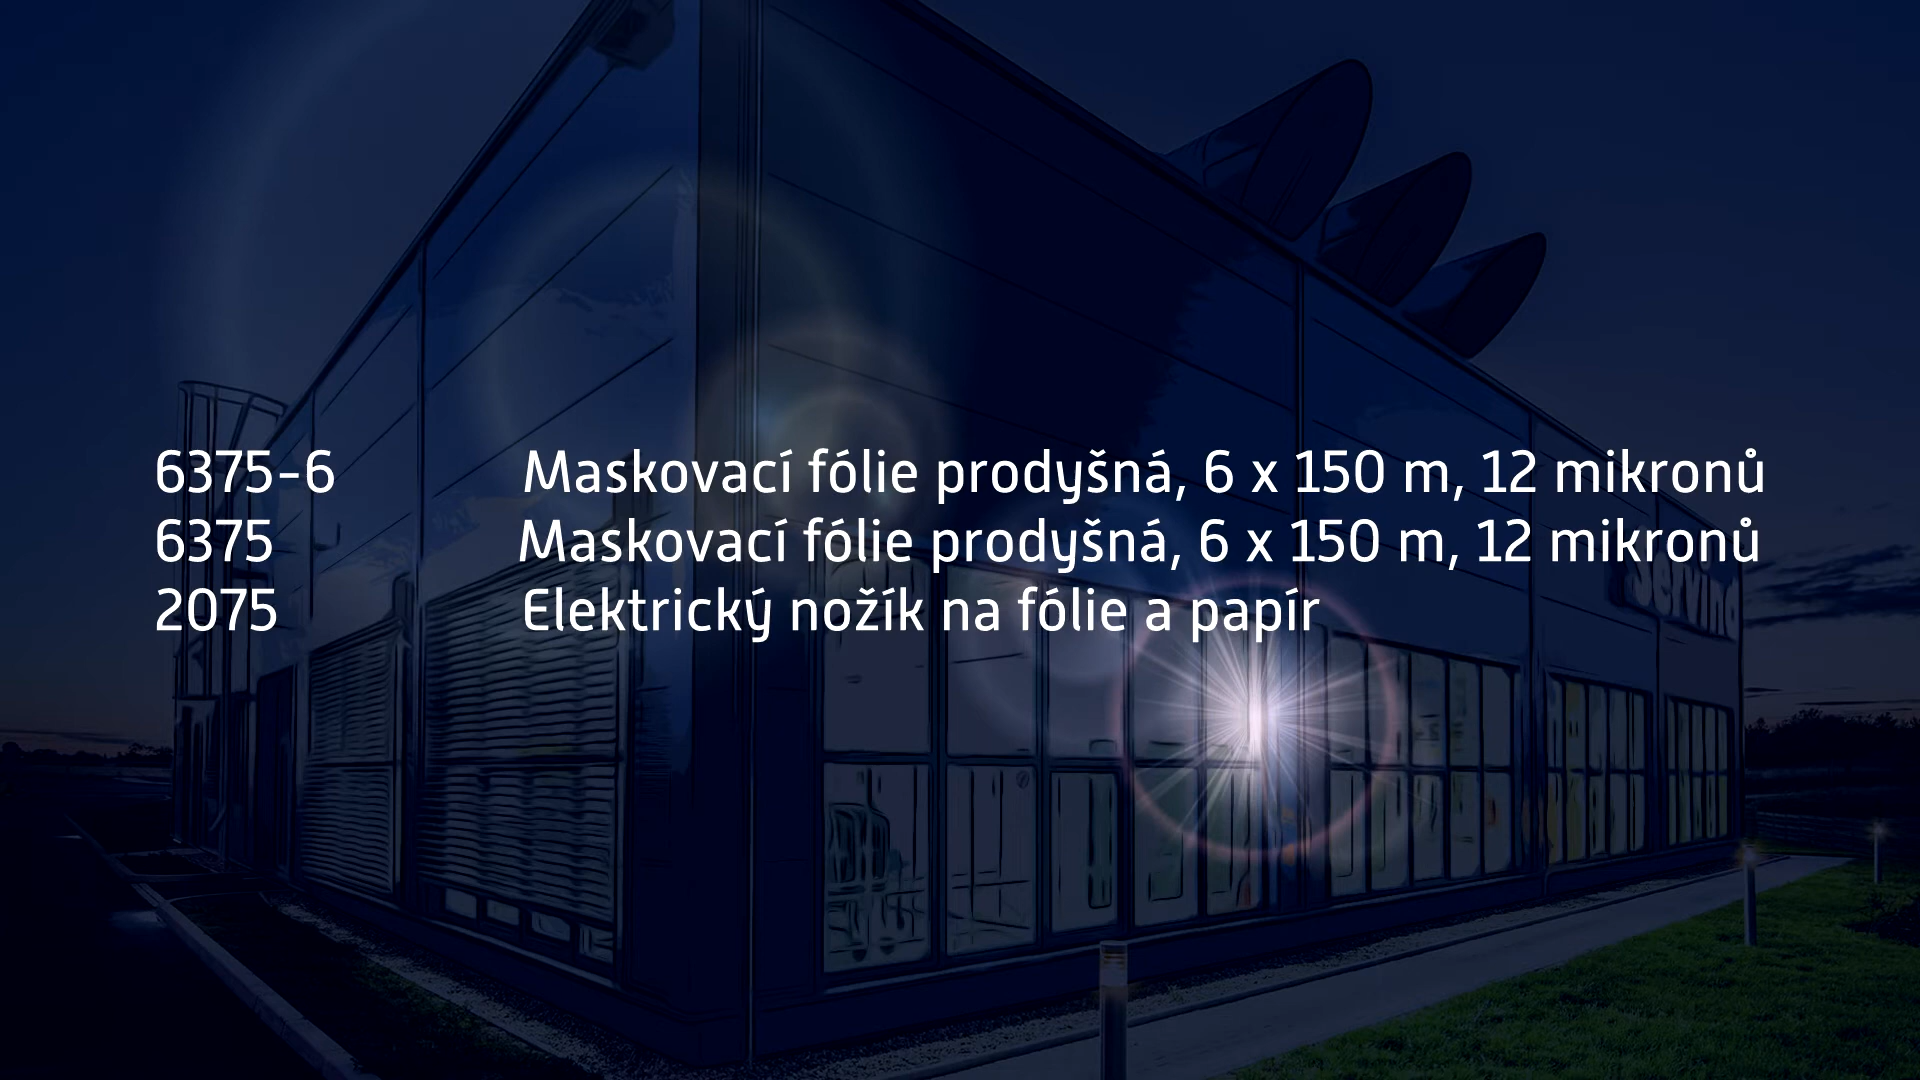 6375-6 Maskovací fólie prodyšná, 6 x 150 m, 12 mikronů
6375 Maskovací fólie prodyšná, 6 x 150 m, 12 mikronů
2075 Elektrický nožík na fólie a papír
Servind